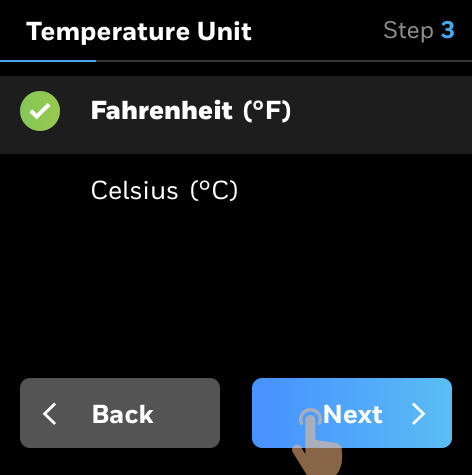 Temperature Unit
Step 3
Fahrenheit (°F)
Celsius (°C)
Back
Next